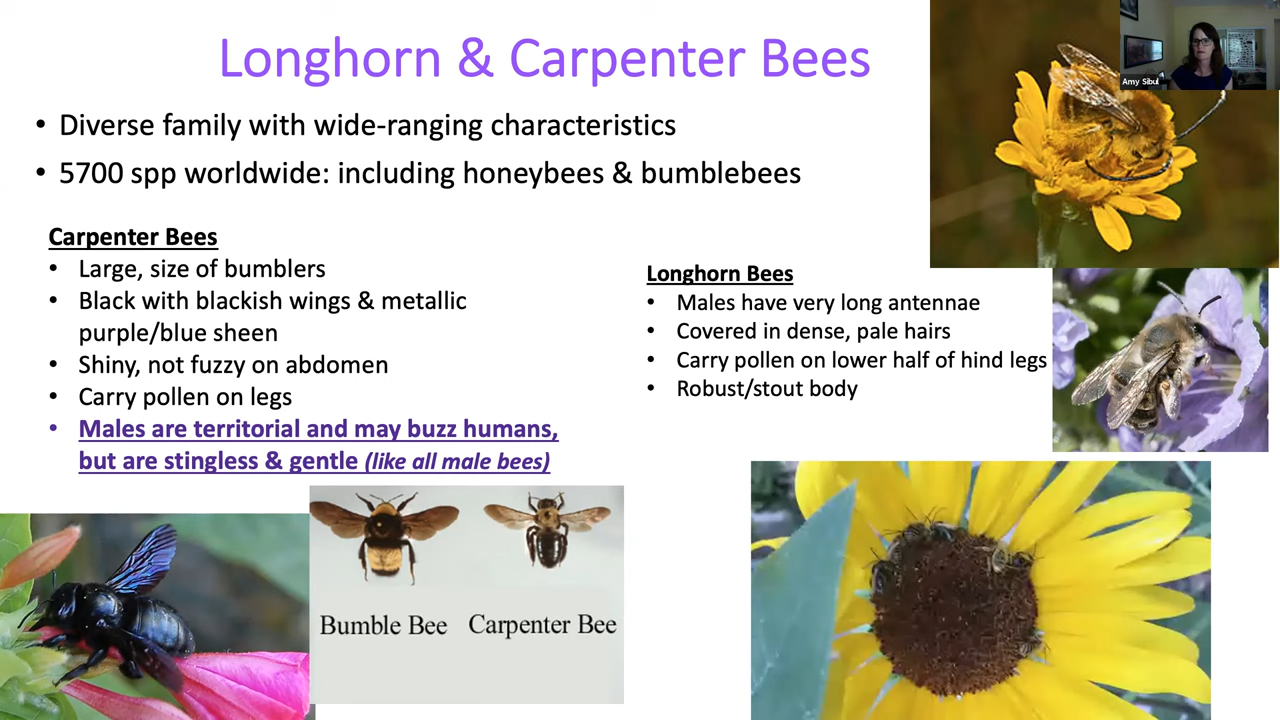 Longhorn & Carpenter Bees
Amy Sibul
• Diverse family with wide-ranging characteristics
• 5700 spp worldwide: including honeybees & bumblebees
Carpenter Bees
• Large, size of bumblers
• Black with blackish wings & metallic
purple/blue sheen
• Shiny, not fuzzy on abdomen
• Carry pollen on legs
• Males are territorial and may buzz humans,
but are stingless & gentle (like all male bees)
Longhorn Bees
• Males have very long antennae
• Covered in dense, pale hairs
• Carry pollen on lower half of hind legs
• Robust/stout body
Bumble Bee
Carpenter Bee